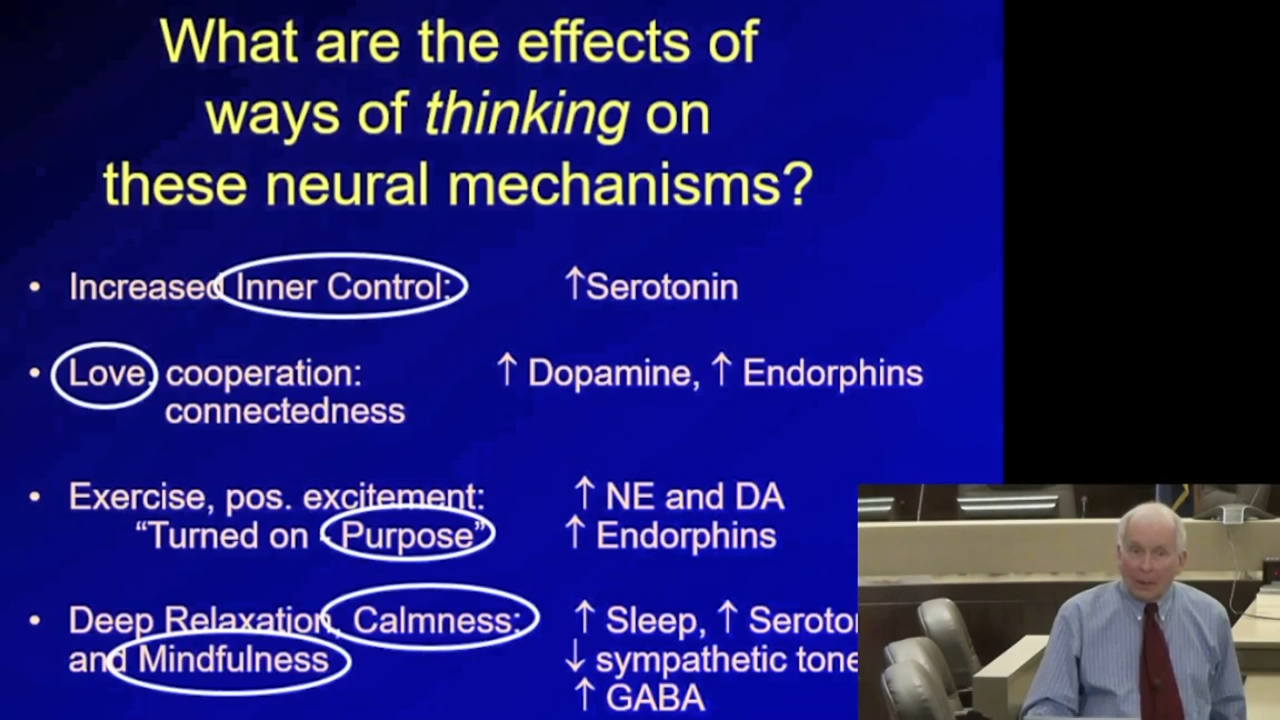 What are the effects of
ways of thinking on
these neural mechanisms?
• Increased Inner Control: ↑Serotonin
• Love, cooperation: ↑ Dopamine, ↑ Endorphins
connectedness
• Exercise, pos. excitement: ↑ NE and DA
“Turned on - Purpose” ↑ Endorphins
• Deep Relaxation, Calmness: ↑ Sleep, ↑ Seroto
and Mindfulness ↓ sympathetic tone
↑ GABA